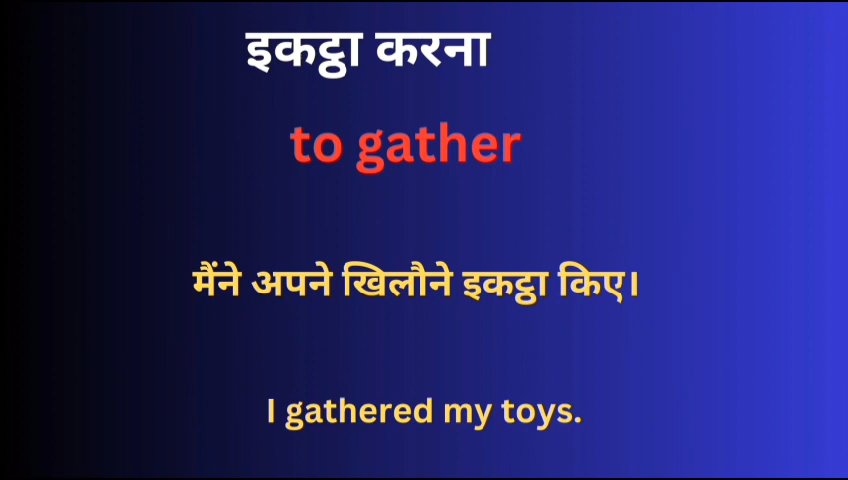 इकट्ठा करना
to gather
मैंने अपने खिलौने इकट्ठा किए।
I gathered my toys.